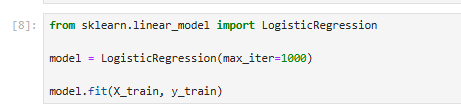 [8]: from sklearn.linear_model import LogisticRegression
model = LogisticRegression(max_iter=1000)
model.fit(X_train, y_train)